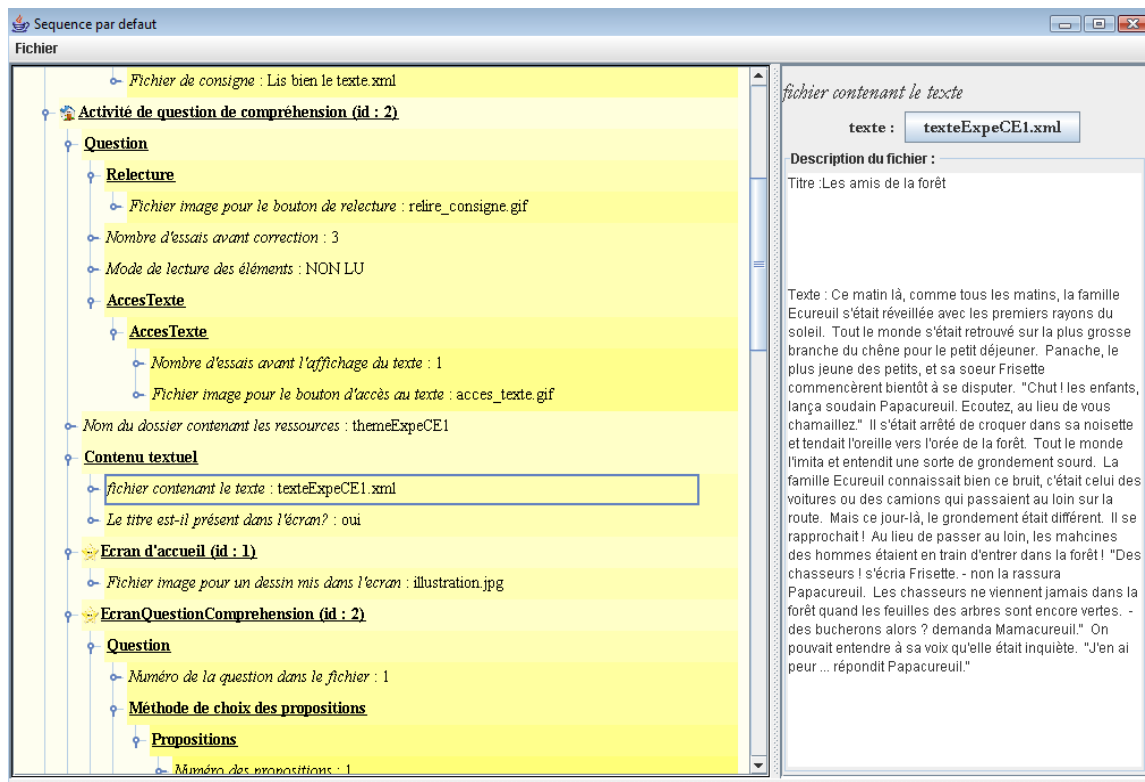 Sequence par defaut
Fichier
Fichier de consigne : Lis bien le texte.xml
Activité de question de compréhension (id : 2)
Question
Relecture
Fichier image pour le bouton de relecture : relire_consigne.gif
Nombre d'essais avant correction : 3
Mode de lecture des éléments : NON LU
AccesTexte
AccesTexte
Nombre d'essais avant l'affichage du texte : 1
Fichier image pour le bouton d'accès au texte : acces_texte.gif
Nom du dossier contenant les ressources : themeExpeCE1
Contenu textuel
fichier contenant le texte : texteExpeCE1.xml
Le titre est-il présent dans l'écran? : oui
Ecran d'accueil (id : 1)
Fichier image pour un dessin mis dans l'ecran : illustration.jpg
EcranQuestionComprehension (id : 2)
Question
Numéro de la question dans le fichier : 1
Méthode de choix des propositions
Propositions
Numéro des propositions : 1
fichier contenant le texte
texte : texteExpeCE1.xml
Description du fichier :
Titre :Les amis de la forêt
Texte : Ce matin là, comme tous les matins, la famille
Ecureuil s'était réveillée avec les premiers rayons du
soleil. Tout le monde s'était retrouvé sur la plus grosse
branche du chêne pour le petit déjeuner. Panache, le
plus jeune des petits, et sa soeur Frisette
commencèrent bientôt à se disputer. "Chut ! les enfants,
lança soudain Papacureuil. Ecoutez, au lieu de vous
chamaillez." Il s'était arrêté de croquer dans sa noisette
et tendait l'oreille vers l'orée de la forêt. Tout le monde
l'imita et entendit une sorte de grondement sourd. La
famille Ecureuil connaissait bien ce bruit, c'était celui des
voitures ou des camions qui passaient au loin sur la
route. Mais ce jour-là, le grondement était différent. Il se
rapprochait ! Au lieu de passer au loin, les mahcines
des hommes étaient en train d'entrer dans la forêt ! "Des
chasseurs ! s'écria Frisette. - non la rassura
Papacureuil. Les chasseurs ne viennent jamais dans la
forêt quand les feuilles des arbres sont encore vertes. -
des bucherons alors ? demanda Mamacureuil." On
pouvait entendre à sa voix qu'elle était inquiète. "J'en ai
peur ... répondit Papacureuil."